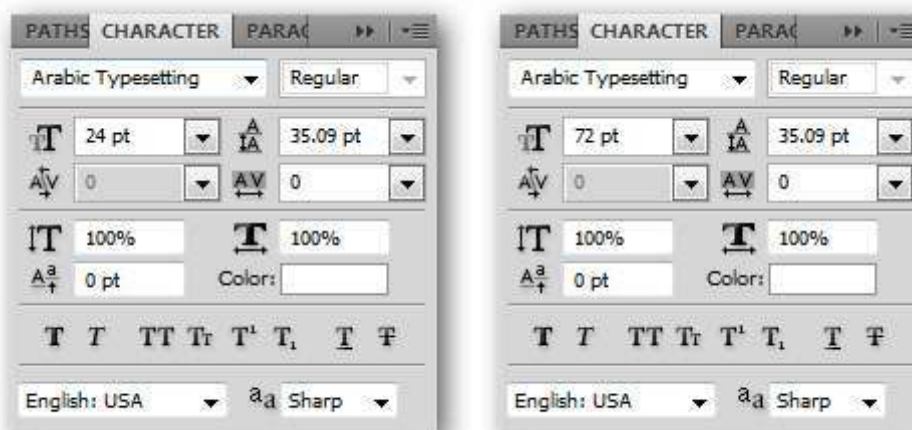 PATHS CHARACTER PARAG
Arabic Typesetting Regular
24 pt 35.09 pt
0 0
100% 100%
0 pt Color:
T T TT Tr T¹ T₁ T T
English: USA aa Sharp
PATHS CHARACTER PARAG
Arabic Typesetting Regular
72 pt 35.09 pt
0 0
100% 100%
0 pt Color:
T T TT Tr T¹ T₁ T T
English: USA aa Sharp